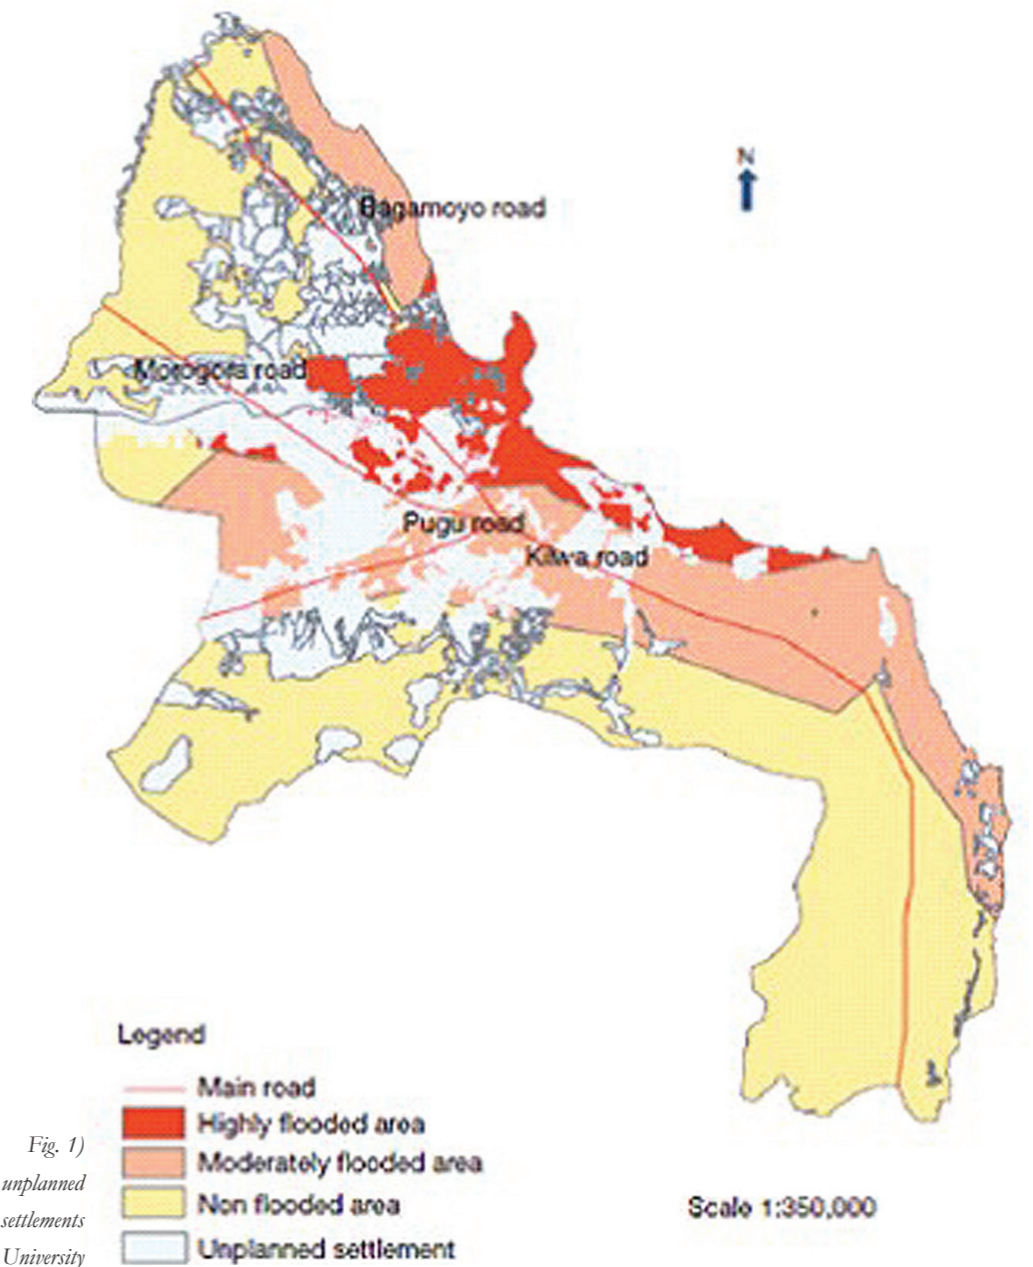 N
Bagamoyo road
Morogora road
Pugu road
Kilwa road
Legend
Main road
Highly flooded area
Moderately flooded area
Non flooded area
Unplanned settlement
Scale 1:350,000
Fig. 1)
unplanned
settlements
University